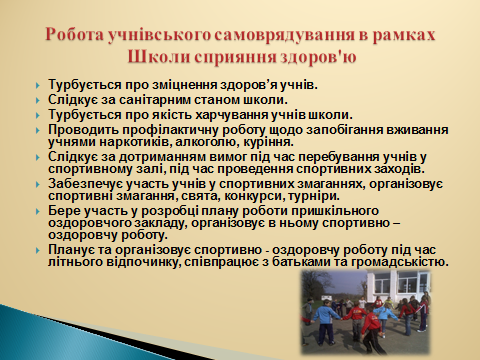 Робота учнівського самоврядування в рамках
Школи сприяння здоров'ю
Турбується про зміцнення здоров’я учнів.
Слідкує за санітарним станом школи.
Турбується про якість харчування учнів школи.
Проводить профілактичну роботу щодо запобігання вживання
учнями наркотиків, алкоголю, куріння.
Слідкує за дотриманням вимог під час перебування учнів у
спортивному залі, під час проведення спортивних заходів.
Забезпечує участь учнів у спортивних змаганнях, організовує
спортивні змагання, свята, конкурси, турніри.
Бере участь у розробці плану роботи пришкільного
оздоровчого закладу, організовує в ньому спортивно –
оздоровчу роботу.
Планує та організовує спортивно - оздоровчу роботу під час
літнього відпочинку, співпрацює з батьками та громадськістю.